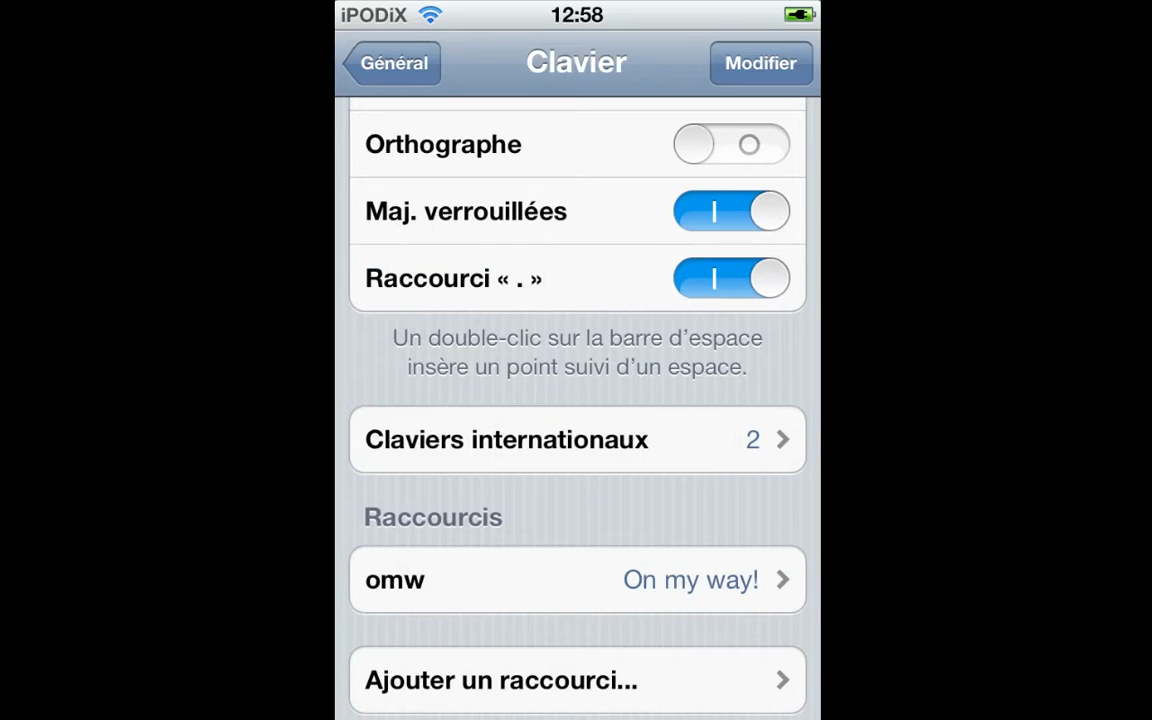 iPODiX 12:58
Général Clavier Modifier
Orthographe
Maj. verrouillées
Raccourci « . »
Un double-clic sur la barre d’espace
insère un point suivi d’un espace.
Claviers internationaux 2
Raccourcis
omw On my way!
Ajouter un raccourci...